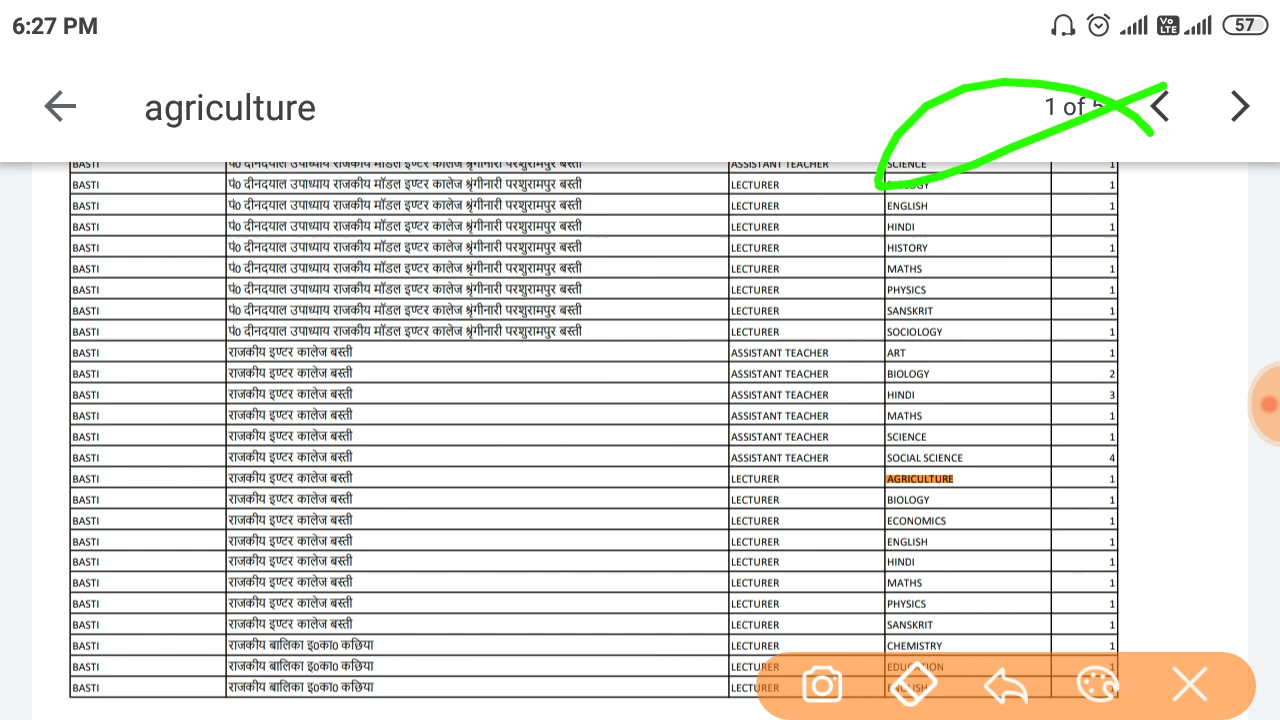 6:27 PM Vo LTE 57
agriculture 1 of 5
BASTI पं0 दीनदयाल उपाध्याय राजकीय मॉडल इण्टर कालेज श्रृंगीनारी परशुरामपुर बस्ती ASSISTANT TEACHER SCIENCE 1
BASTI पं0 दीनदयाल उपाध्याय राजकीय मॉडल इण्टर कालेज श्रृंगीनारी परशुरामपुर बस्ती LECTURER BIOLOGY 1
BASTI पं0 दीनदयाल उपाध्याय राजकीय मॉडल इण्टर कालेज श्रृंगीनारी परशुरामपुर बस्ती LECTURER ENGLISH 1
BASTI पं0 दीनदयाल उपाध्याय राजकीय मॉडल इण्टर कालेज श्रृंगीनारी परशुरामपुर बस्ती LECTURER HINDI 1
BASTI पं0 दीनदयाल उपाध्याय राजकीय मॉडल इण्टर कालेज श्रृंगीनारी परशुरामपुर बस्ती LECTURER HISTORY 1
BASTI पं0 दीनदयाल उपाध्याय राजकीय मॉडल इण्टर कालेज श्रृंगीनारी परशुरामपुर बस्ती LECTURER MATHS 1
BASTI पं0 दीनदयाल उपाध्याय राजकीय मॉडल इण्टर कालेज श्रृंगीनारी परशुरामपुर बस्ती LECTURER PHYSICS 1
BASTI पं0 दीनदयाल उपाध्याय राजकीय मॉडल इण्टर कालेज श्रृंगीनारी परशुरामपुर बस्ती LECTURER SANSKRIT 1
BASTI पं0 दीनदयाल उपाध्याय राजकीय मॉडल इण्टर कालेज श्रृंगीनारी परशुरामपुर बस्ती LECTURER SOCIOLOGY 1
BASTI राजकीय इण्टर कालेज बस्ती ASSISTANT TEACHER ART 1
BASTI राजकीय इण्टर कालेज बस्ती ASSISTANT TEACHER BIOLOGY 2
BASTI राजकीय इण्टर कालेज बस्ती ASSISTANT TEACHER HINDI 3
BASTI राजकीय इण्टर कालेज बस्ती ASSISTANT TEACHER MATHS 1
BASTI राजकीय इण्टर कालेज बस्ती ASSISTANT TEACHER SCIENCE 1
BASTI राजकीय इण्टर कालेज बस्ती ASSISTANT TEACHER SOCIAL SCIENCE 4
BASTI राजकीय इण्टर कालेज बस्ती LECTURER AGRICULTURE 1
BASTI राजकीय इण्टर कालेज बस्ती LECTURER BIOLOGY 1
BASTI राजकीय इण्टर कालेज बस्ती LECTURER ECONOMICS 1
BASTI राजकीय इण्टर कालेज बस्ती LECTURER ENGLISH 1
BASTI राजकीय इण्टर कालेज बस्ती LECTURER HINDI 1
BASTI राजकीय इण्टर कालेज बस्ती LECTURER MATHS 1
BASTI राजकीय इण्टर कालेज बस्ती LECTURER PHYSICS 1
BASTI राजकीय इण्टर कालेज बस्ती LECTURER SANSKRIT 1
BASTI राजकीय बालिका इ0का0 कछिया LECTURER CHEMISTRY 1
BASTI राजकीय बालिका इ0का0 कछिया LECTURER EDUCATION 1
BASTI राजकीय बालिका इ0का0 कछिया LECTURER ENGLISH 1